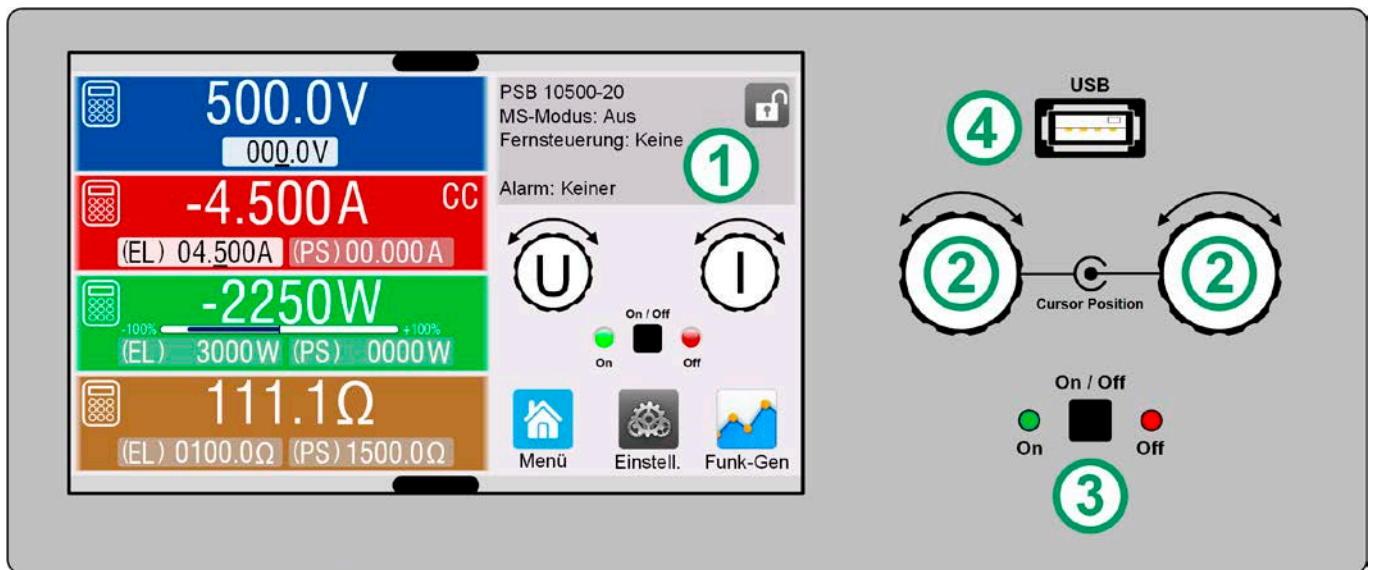 500.0V
000.0V
-4.500A CC
(EL) 04.500A (PS) 00.000A
-2250W
-100% +100%
(EL) 3000W (PS) 0000W
111.1Ω
(EL) 0100.0Ω (PS) 1500.0Ω
PSB 10500-20
MS-Modus: Aus
Fernsteuerung: Keine
1
Alarm: Keiner
U I
On / Off
On Off
Menü Einstell. Funk-Gen
USB
4
2 2
Cursor Position
On / Off
On Off
3